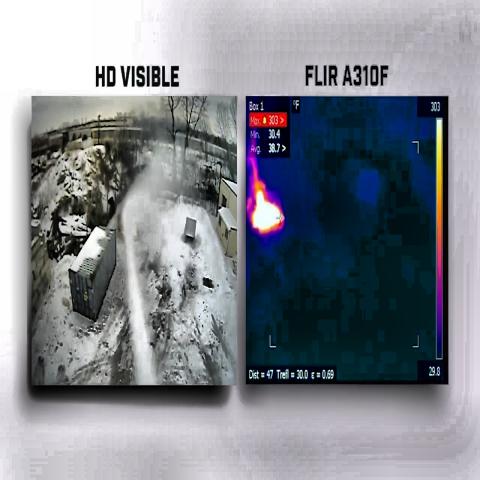 HD VISIBLE
FLIR A310F
Box 1 °F
Max 303 >
Min. 30.4
Avg. 38.7 >
303
29.8
Dist = 47 Trefl = 30.0 ε = 0.69